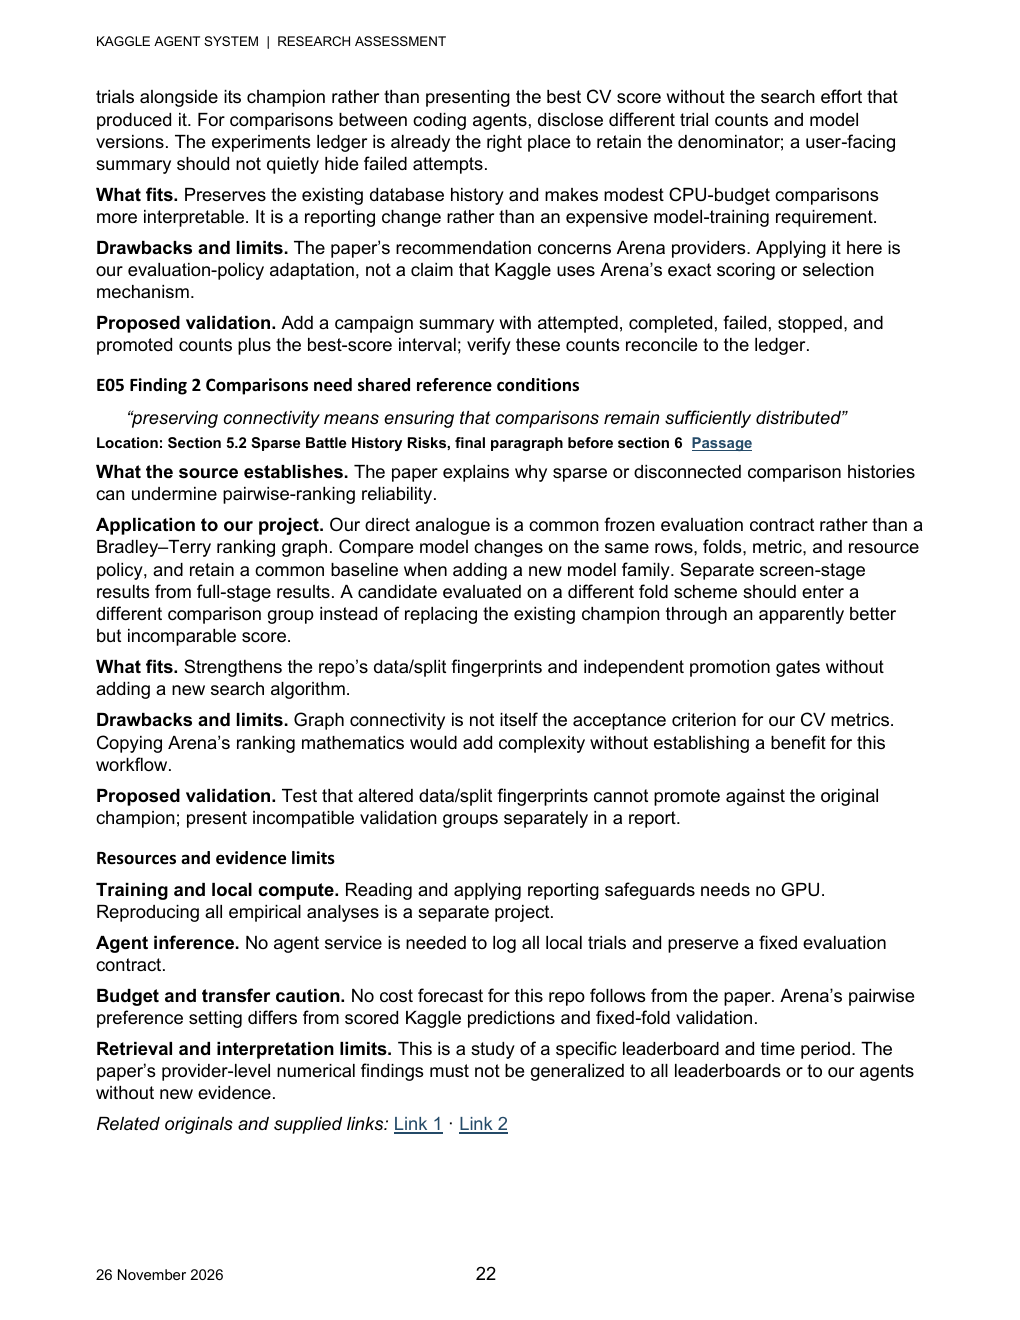 KAGGLE AGENT SYSTEM | RESEARCH ASSESSMENT
trials alongside its champion rather than presenting the best CV score without the search effort that
produced it. For comparisons between coding agents, disclose different trial counts and model
versions. The experiments ledger is already the right place to retain the denominator; a user-facing
summary should not quietly hide failed attempts.
What fits. Preserves the existing database history and makes modest CPU-budget comparisons
more interpretable. It is a reporting change rather than an expensive model-training requirement.
Drawbacks and limits. The paper’s recommendation concerns Arena providers. Applying it here is
our evaluation-policy adaptation, not a claim that Kaggle uses Arena’s exact scoring or selection
mechanism.
Proposed validation. Add a campaign summary with attempted, completed, failed, stopped, and
promoted counts plus the best-score interval; verify these counts reconcile to the ledger.
E05 Finding 2 Comparisons need shared reference conditions
“preserving connectivity means ensuring that comparisons remain sufficiently distributed”
Location: Section 5.2 Sparse Battle History Risks, final paragraph before section 6 Passage
What the source establishes. The paper explains why sparse or disconnected comparison histories
can undermine pairwise-ranking reliability.
Application to our project. Our direct analogue is a common frozen evaluation contract rather than a
Bradley–Terry ranking graph. Compare model changes on the same rows, folds, metric, and resource
policy, and retain a common baseline when adding a new model family. Separate screen-stage
results from full-stage results. A candidate evaluated on a different fold scheme should enter a
different comparison group instead of replacing the existing champion through an apparently better
but incomparable score.
What fits. Strengthens the repo’s data/split fingerprints and independent promotion gates without
adding a new search algorithm.
Drawbacks and limits. Graph connectivity is not itself the acceptance criterion for our CV metrics.
Copying Arena’s ranking mathematics would add complexity without establishing a benefit for this
workflow.
Proposed validation. Test that altered data/split fingerprints cannot promote against the original
champion; present incompatible validation groups separately in a report.
Resources and evidence limits
Training and local compute. Reading and applying reporting safeguards needs no GPU.
Reproducing all empirical analyses is a separate project.
Agent inference. No agent service is needed to log all local trials and preserve a fixed evaluation
contract.
Budget and transfer caution. No cost forecast for this repo follows from the paper. Arena’s pairwise
preference setting differs from scored Kaggle predictions and fixed-fold validation.
Retrieval and interpretation limits. This is a study of a specific leaderboard and time period. The
paper’s provider-level numerical findings must not be generalized to all leaderboards or to our agents
without new evidence.
Related originals and supplied links: Link 1 · Link 2
26 November 2026 22